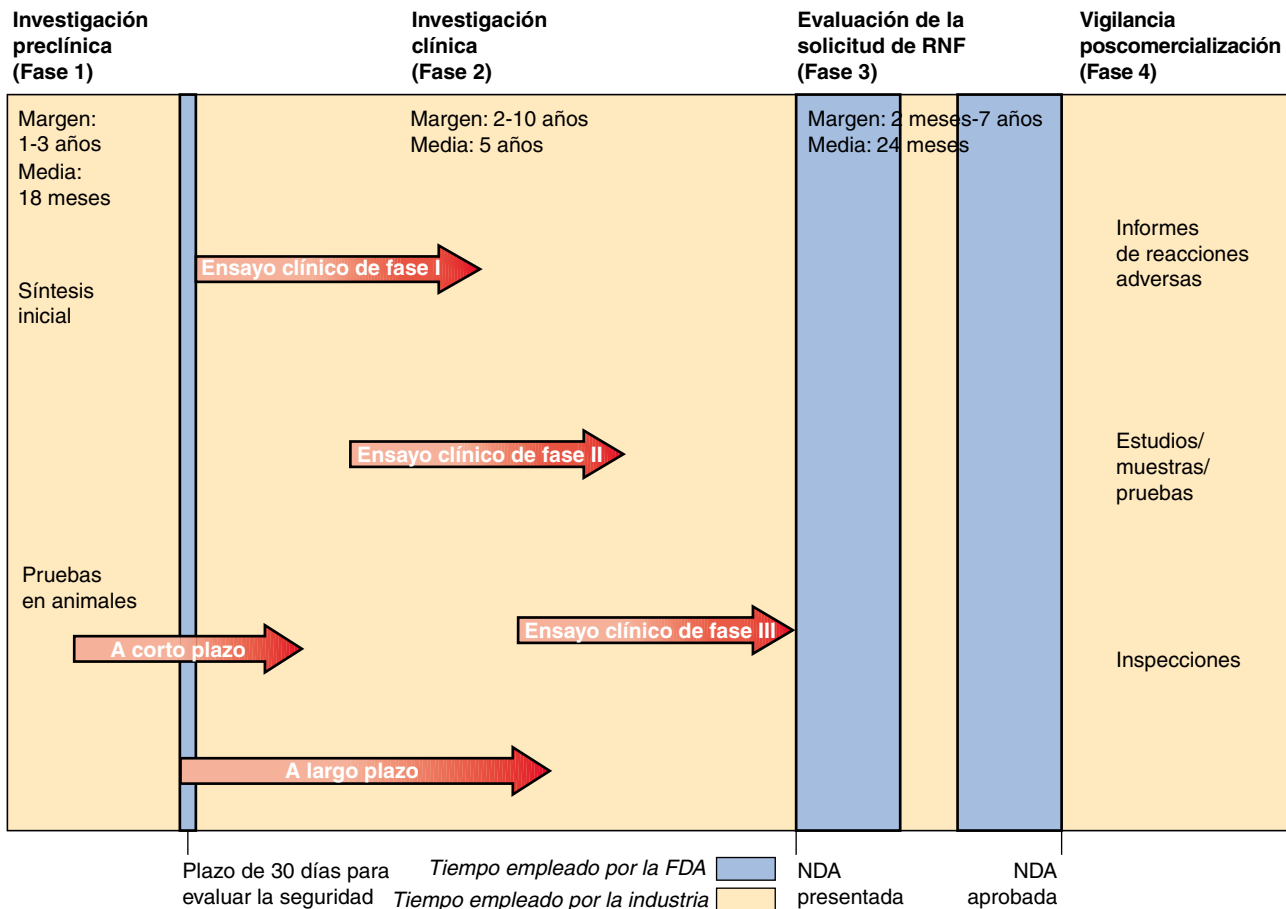 Investigación
preclínica
(Fase 1)
Investigación
clínica
(Fase 2)
Evaluación de la
solicitud de RNF
(Fase 3)
Vigilancia
poscomercialización
(Fase 4)
Margen:
1-3 años
Media:
18 meses
Margen: 2-10 años
Media: 5 años
Margen: 2 meses-7 años
Media: 24 meses
Síntesis
inicial
Ensayo clínico de fase I
Informes
de reacciones
adversas
Ensayo clínico de fase II
Estudios/
muestras/
pruebas
Pruebas
en animales
A corto plazo
Ensayo clínico de fase III
Inspecciones
A largo plazo
Plazo de 30 días para
evaluar la seguridad
Tiempo empleado por la FDA
Tiempo empleado por la industria
NDA
presentada
NDA
aprobada